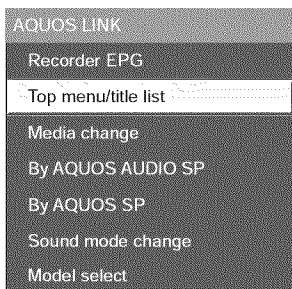 AQUOS LINK
Recorder EPG
Top menu/title list
Media change
By AQUOS AUDIO SP
By AQUOS SP
Sound mode change
Model select